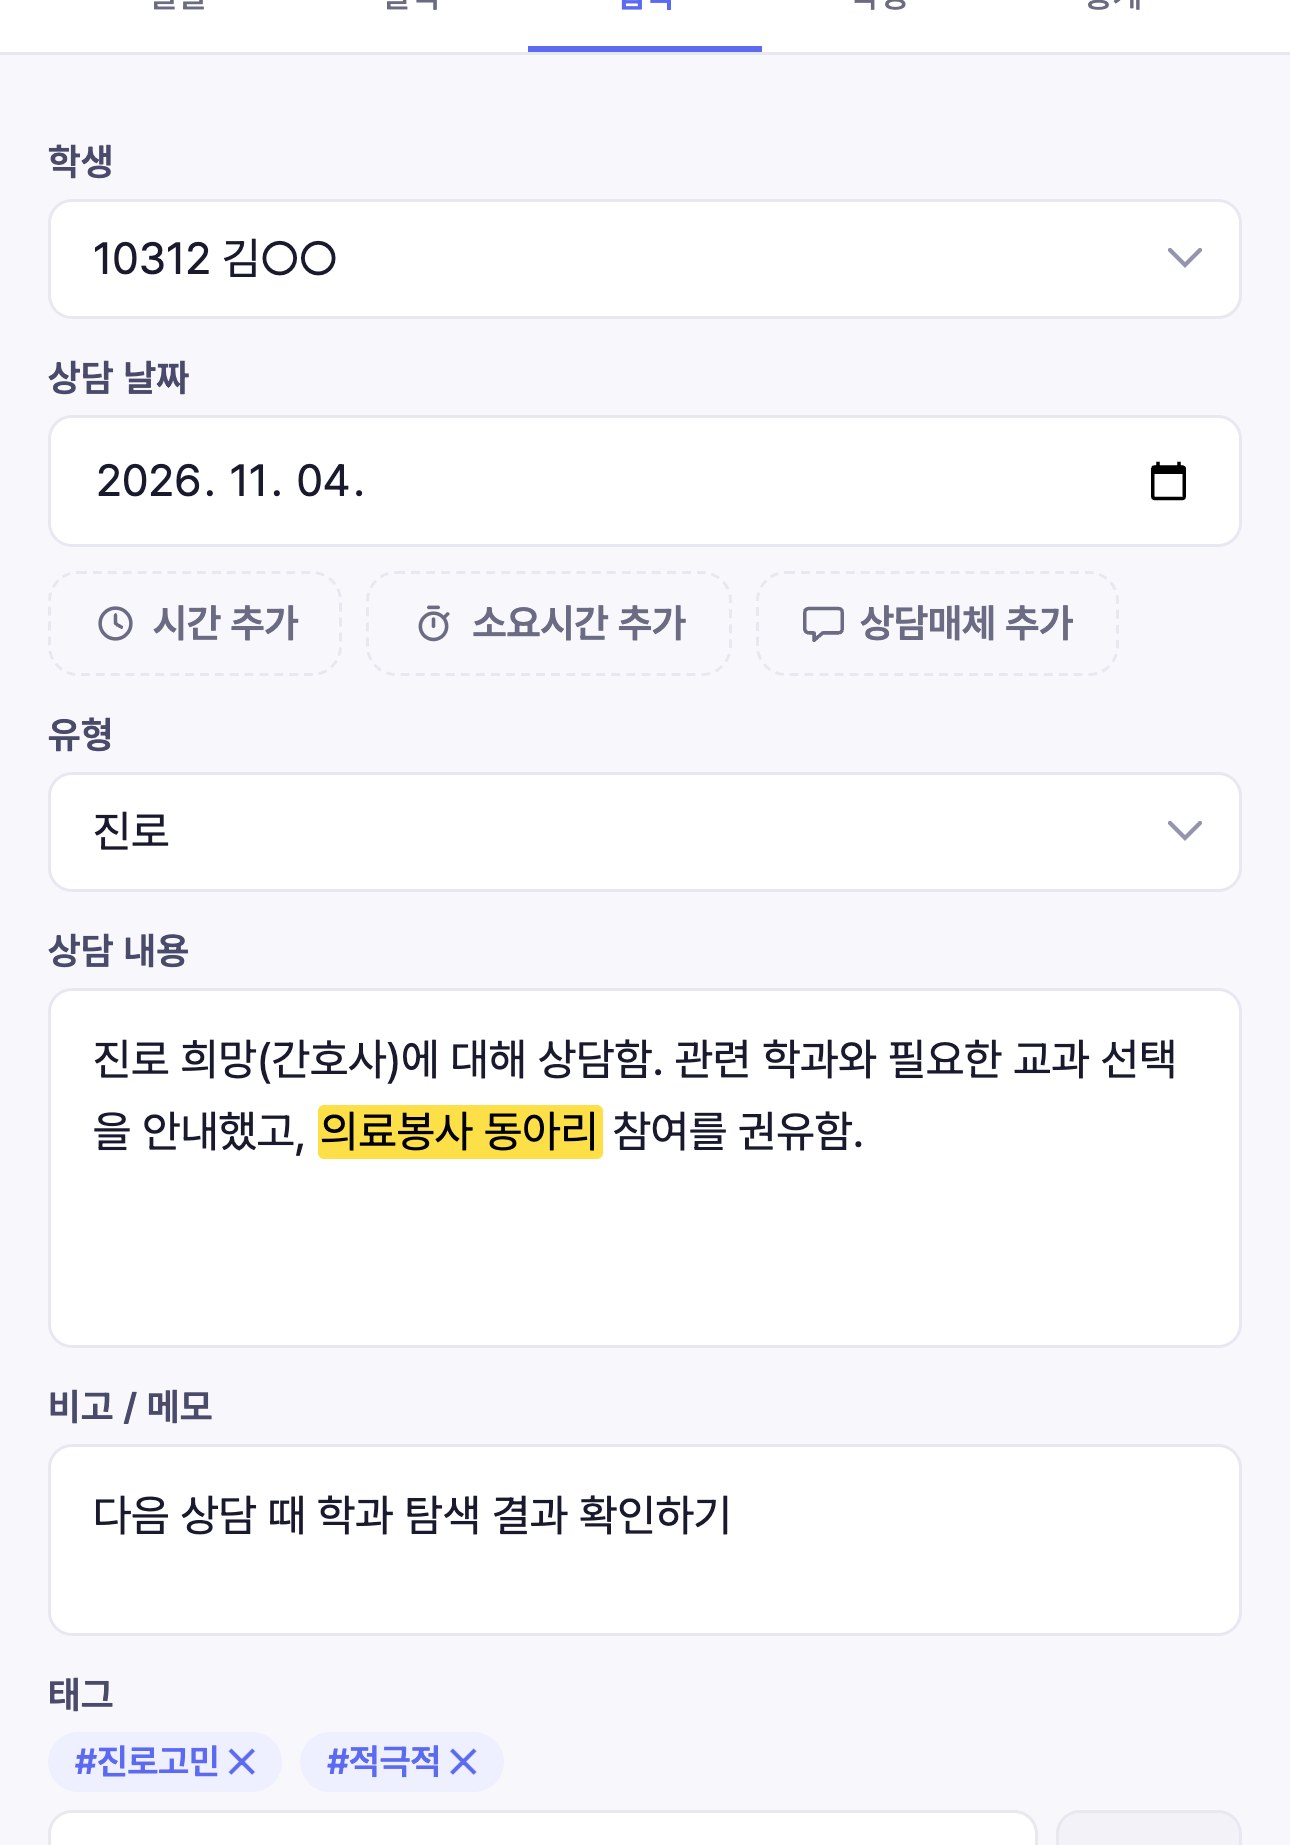 학생
10312 김○○
상담 날짜
2026. 11. 04.
시간 추가
소요시간 추가
상담매체 추가
유형
진로
상담 내용
진로 희망(간호사)에 대해 상담함. 관련 학과와 필요한 교과 선택
을 안내했고, 의료봉사 동아리 참여를 권유함.
비고 / 메모
다음 상담 때 학과 탐색 결과 확인하기
태그
#진로고민
#적극적